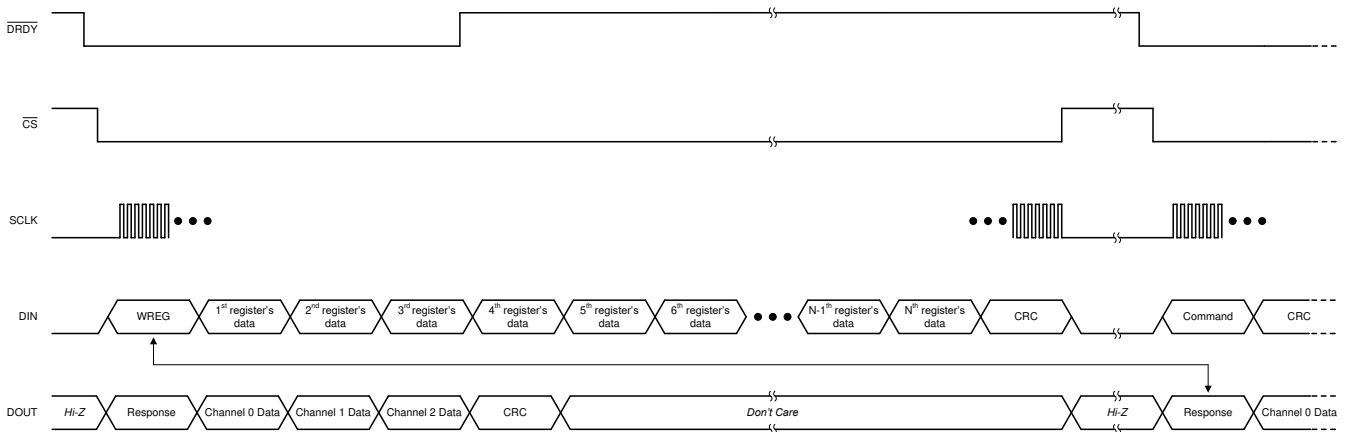 DRDY
CS
SCLK
DIN
WREG
1st register's data
2nd register's data
3rd register's data
4th register's data
5th register's data
6th register's data
N-1th register's data
Nth register's data
CRC
Command
CRC
DOUT
Hi-Z
Response
Channel 0 Data
Channel 1 Data
Channel 2 Data
CRC
Don't Care
Hi-Z
Response
Channel 0 Data